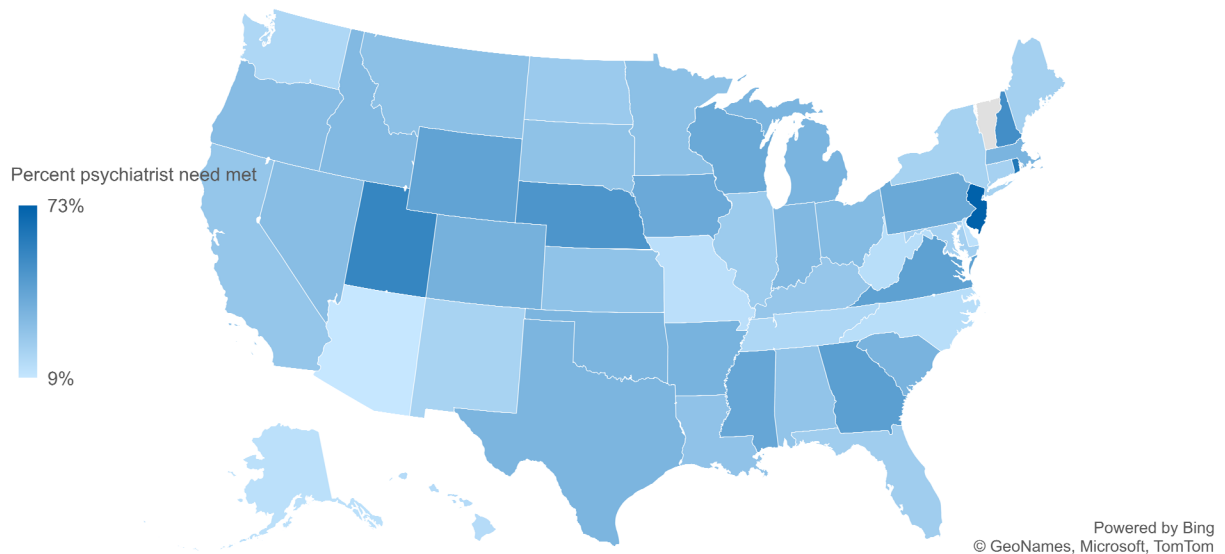 Percent psychiatrist need met
73%
9%
Powered by Bing
© GeoNames, Microsoft, TomTom